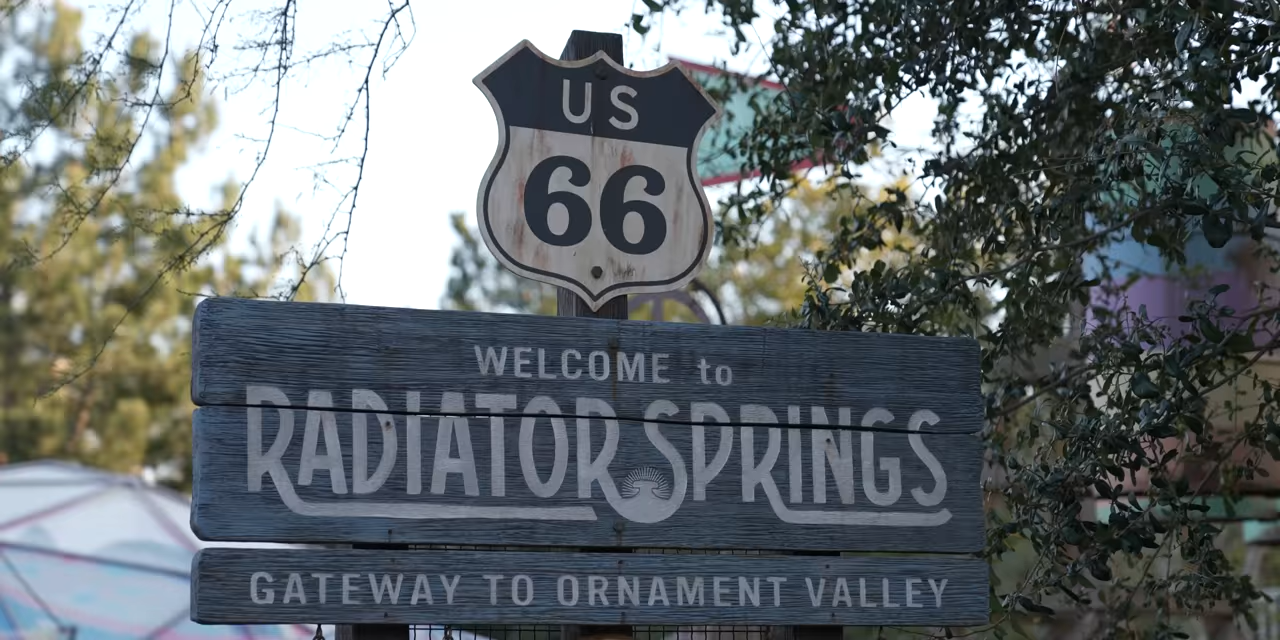 US
66
WELCOME to
RADIATOR SPRINGS
GATEWAY TO ORNAMENT VALLEY